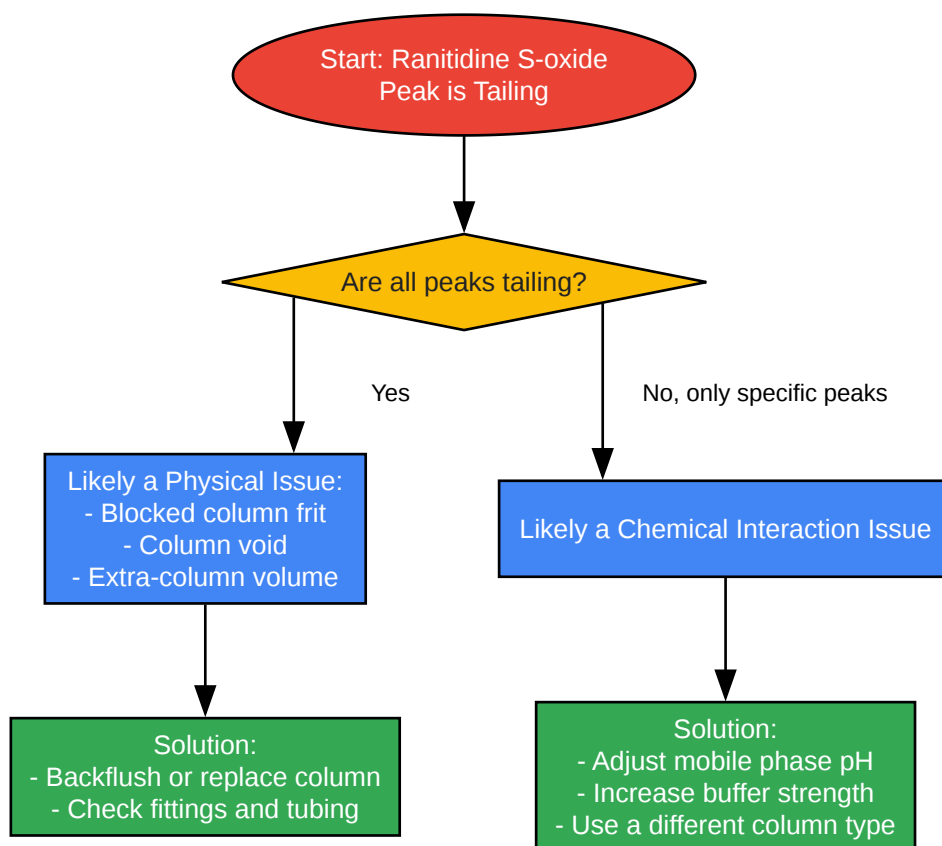 Start: Ranitidine S-oxide
Peak is Tailing
Are all peaks tailing?
Yes
No, only specific peaks
Likely a Physical Issue:
- Blocked column frit
- Column void
- Extra-column volume
Likely a Chemical Interaction Issue
Solution:
- Backflush or replace column
- Check fittings and tubing
Solution:
- Adjust mobile phase pH
- Increase buffer strength
- Use a different column type